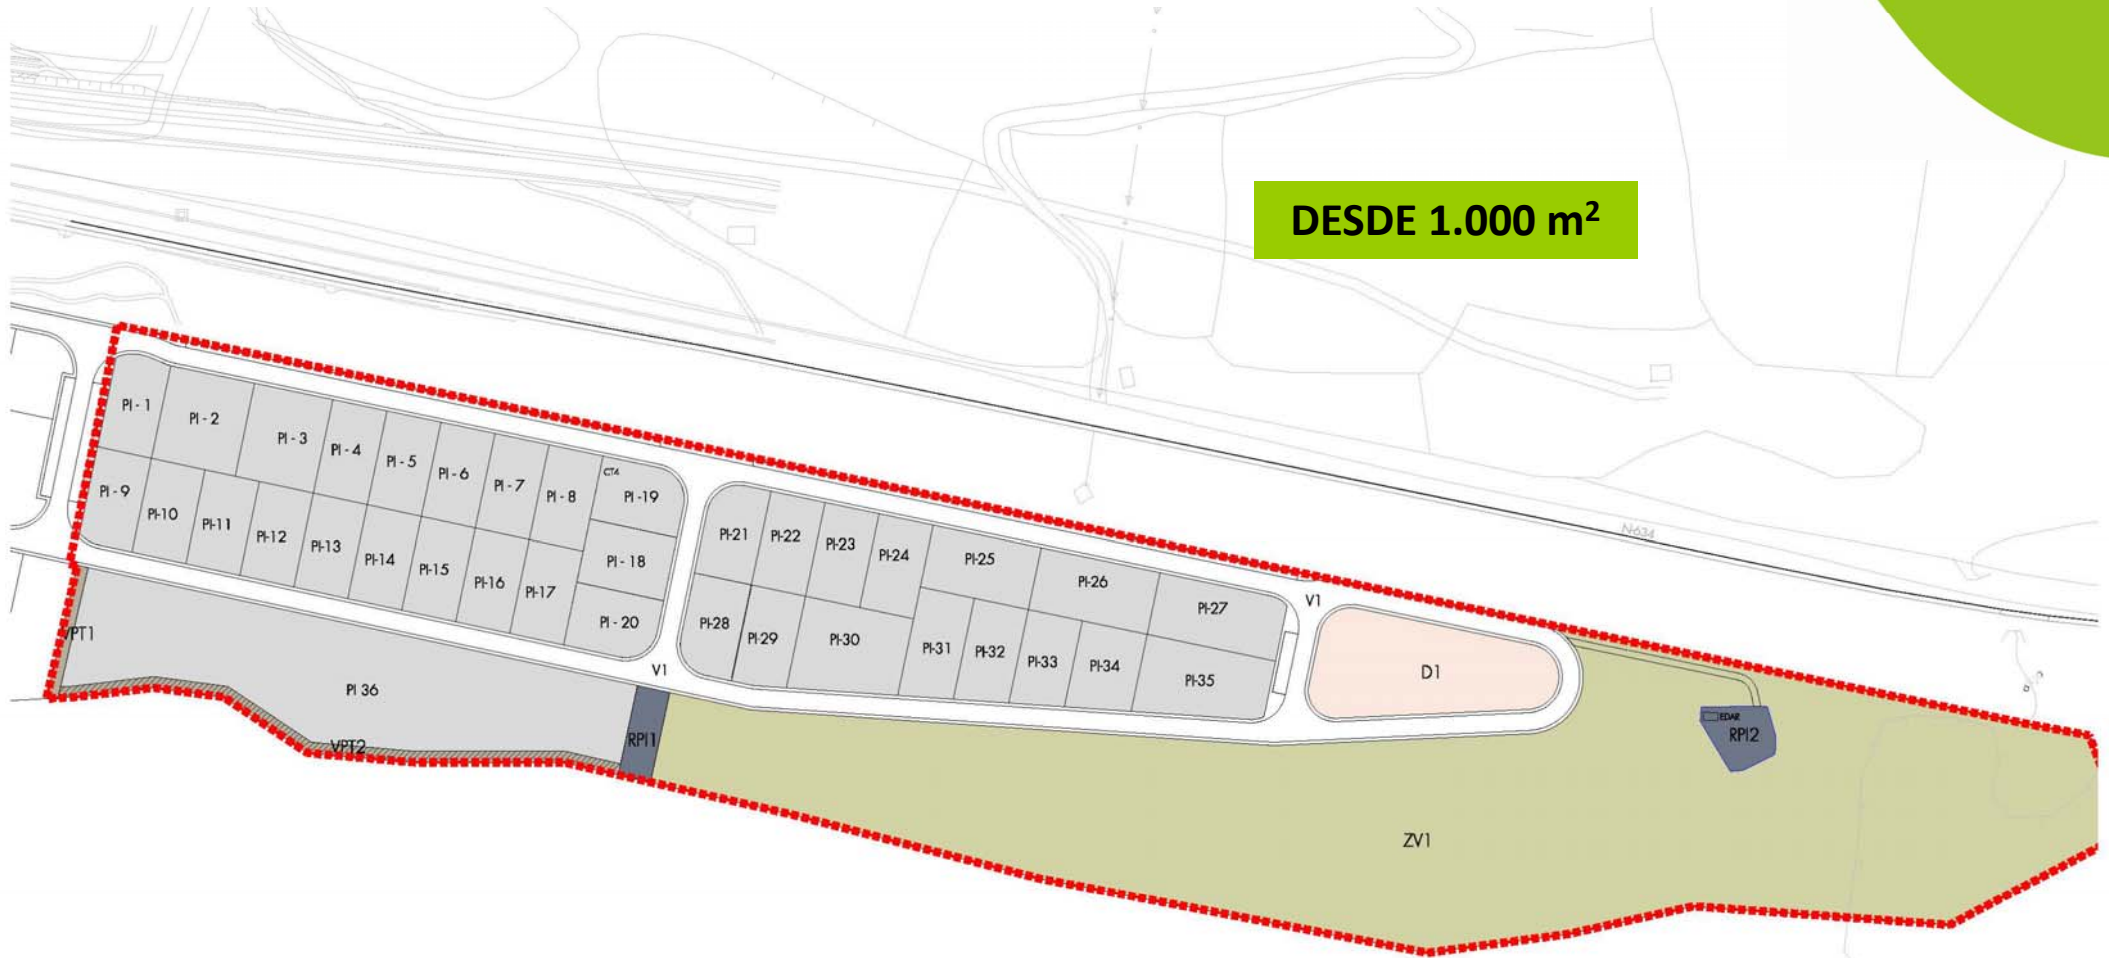 DESDE 1.000 m²
N-634
PI - 1
PI - 2
PI - 3
PI - 4
PI - 5
PI - 6
PI - 7
PI - 8
CT4
PI -19
PI - 9
PI-10
PI-11
PI-12
PI-13
PI-14
PI-15
PI-16
PI-17
PI - 18
PI - 20
PI-21
PI-22
PI-23
PI-24
PI-25
PI-26
PI-27
PI-28
PI-29
PI-30
PI-31
PI-32
PI-33
PI-34
PI-35
V1
V1
D1
VPT1
PI 36
VPT2
RPI1
EDAR
RPI2
ZV1